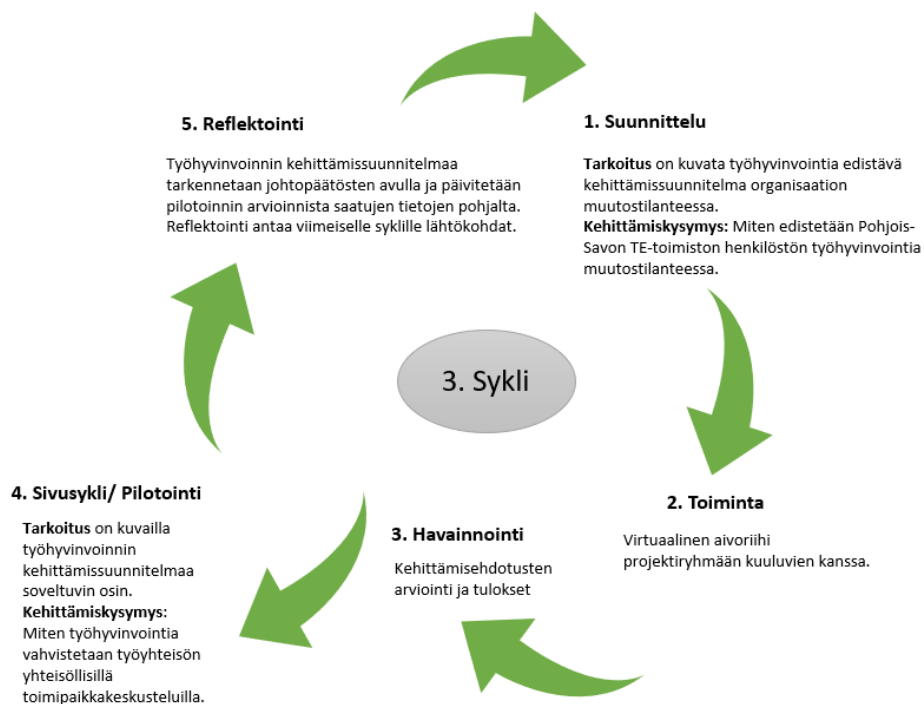 5. Reflektointi
Työhyvinvoinnin kehittämissuunnitelmaa
tarkennetaan johtopäätösten avulla ja päivitetään
pilotoinnin arvioinnista saatujen tietojen pohjalta.
Reflektointi antaa viimeiselle syklille lähtökohdat.
1. Suunnittelu
Tarkoitus on kuvata työhyvinvointia edistävä
kehittämissuunnitelma organisaation
muutostilanteessa.
Kehittämiskysymys: Miten edistetään Pohjois-
Savon TE-toimiston henkilöstön työhyvinvointia
muutostilanteessa.
3. Sykli
2. Toiminta
Virtuaalinen aivoriihi
projektiryhmään kuuluvien kanssa.
3. Havainnointi
Kehittämisehdotusten
arviointi ja tulokset
4. Sivusykli/ Pilotointi
Tarkoitus on kuvailla
työhyvinvoinnin
kehittämissuunnitelmaa
soveltuvin osin.
Kehittämiskysymys:
Miten työhyvinvointia
vahvistetaan työyhteisön
yhteisöllisillä
toimipaikkakeskusteluilla.